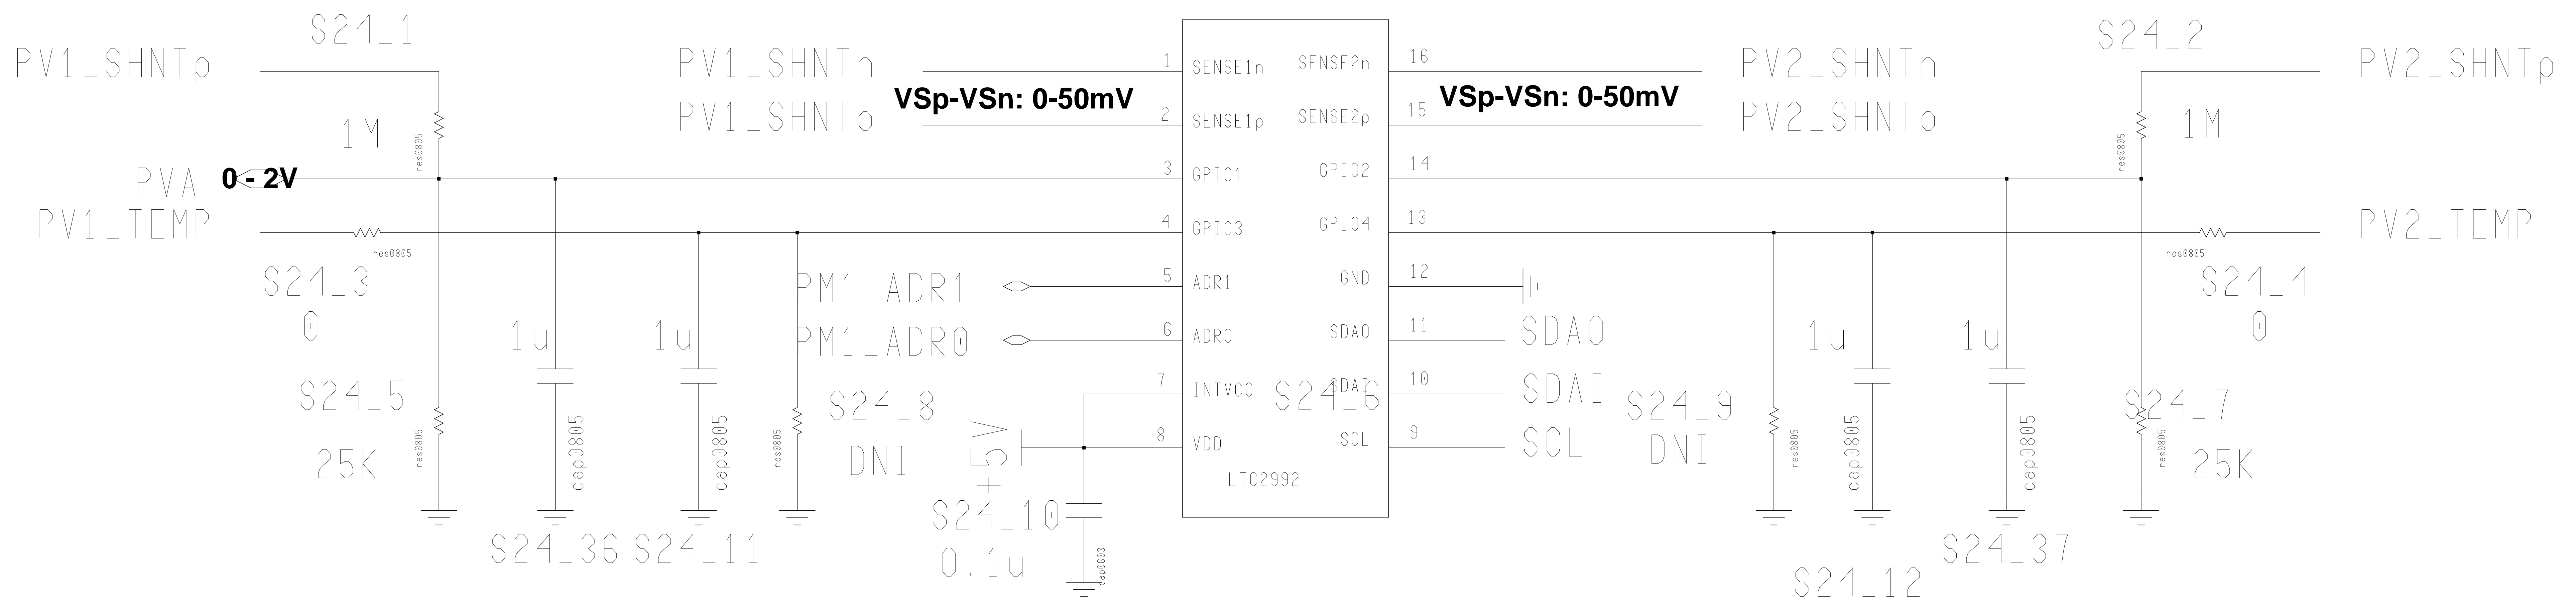 S24_1
PV1_SHNTp
1M
res0805
PVA
0 - 2V
PV1_TEMP
res0805
S24_3
0
S24_5
25K
res0805
1u
cap0805
S24_36
1u
cap0805
S24_11
res0805
S24_8
DNI
PV1_SHNTn
VSp-VSn: 0-50mV
PV1_SHNTp
PM1_ADR1
PM1_ADR0
+5V
S24_10
0.1u
cap0603
1 SENSE1n
2 SENSE1p
3 GPIO1
4 GPIO3
5 ADR1
6 ADR0
7 INTVCC
8 VDD
SENSE2n 16
SENSE2p 15
GPIO2 14
GPIO4 13
GND 12
SDAO 11
SDAI 10
SCL 9
S24_6
LTC2992
PV2_SHNTn
VSp-VSn: 0-50mV
PV2_SHNTp
SDAO
SDAI
SCL
S24_9
DNI
res0805
1u
cap0805
S24_12
1u
cap0805
S24_37
S24_2
PV2_SHNTp
1M
res0805
PV2_TEMP
res0805
S24_4
0
S24_7
res0805
25K